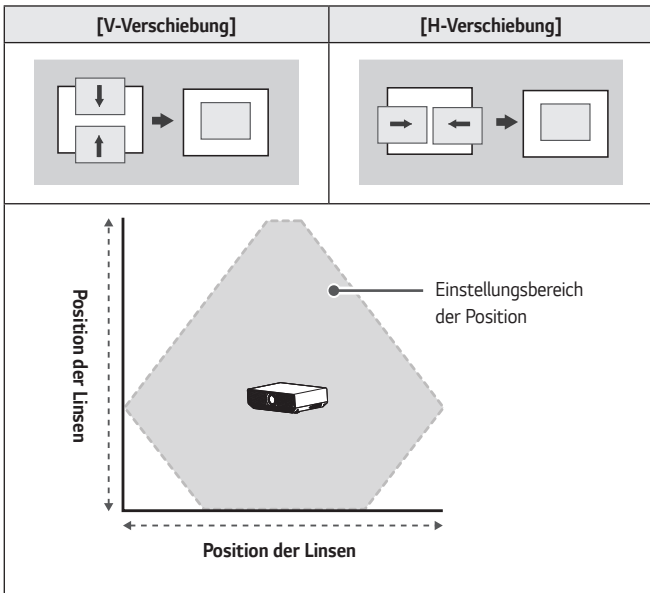 [V-Verschiebung]
[H-Verschiebung]
Position der Linsen
Einstellungsbereich
der Position
Position der Linsen